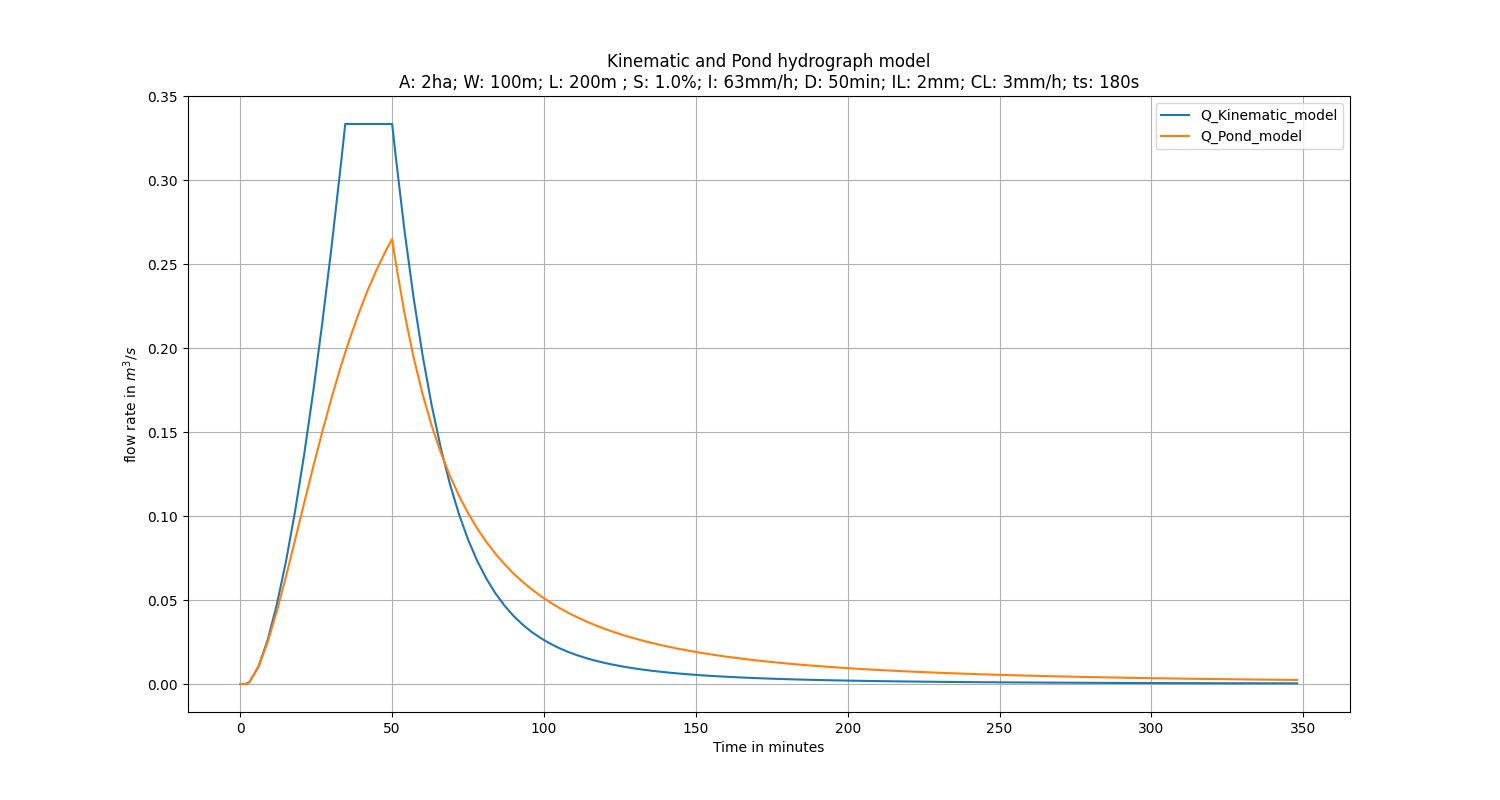 Kinematic and Pond hydrograph model
A: 2ha; W: 100m; L: 200m ; S: 1.0%; I: 63mm/h; D: 50min; IL: 2mm; CL: 3mm/h; ts: 180s
Q_Kinematic_model
Q_Pond_model
flow rate in m³/s
0.35
0.30
0.25
0.20
0.15
0.10
0.05
0.00
0 50 100 150 200 250 300 350
Time in minutes